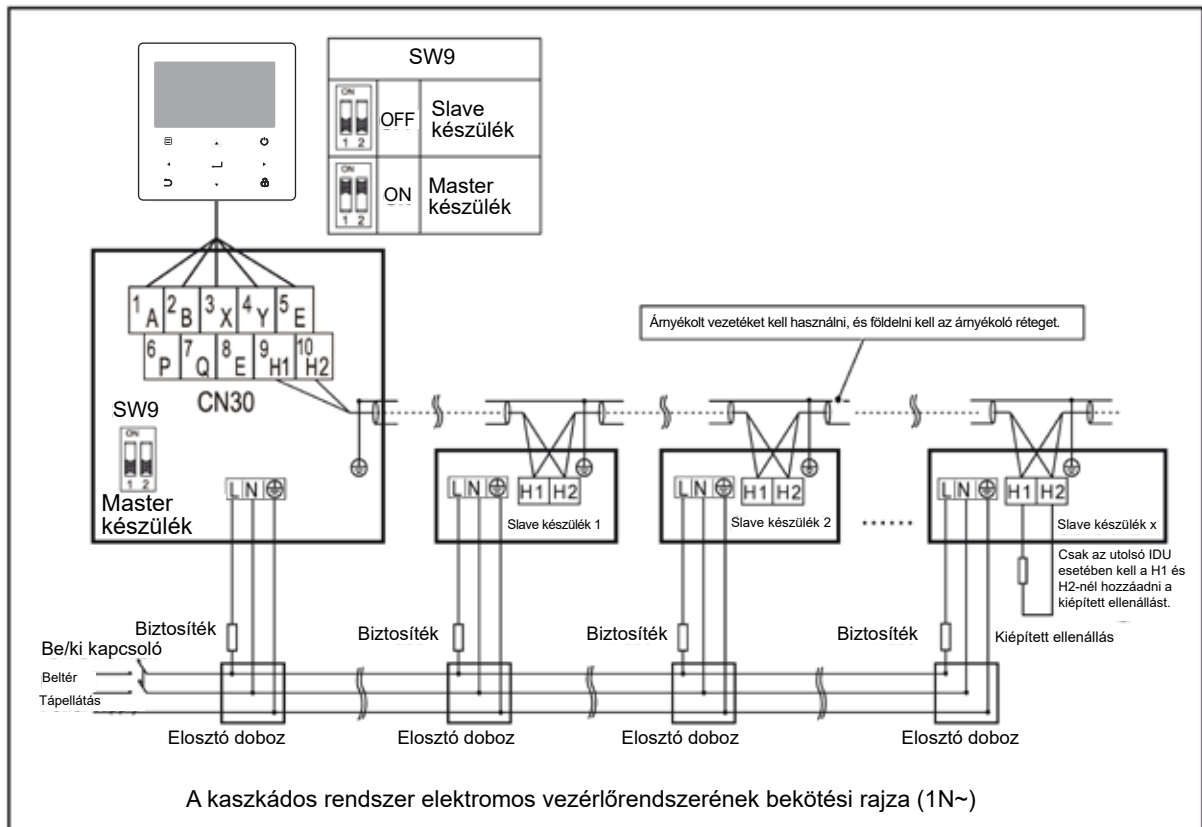 SW9
ON
1 2
OFF
Slave
készülék
ON
1 2
ON
Master
készülék
1 A 2 B 3 X 4 Y 5 E
6 P 7 Q 8 E 9 H1 10 H2
CN30
SW9
ON
1 2
Master
készülék
L N
Árnyékolt vezetéket kell használni, és földelni kell az árnyékoló réteget.
L N
H1 H2
Slave készülék 1
L N
H1 H2
Slave készülék 2
......
L N
H1 H2
Slave készülék x
Csak az utolsó IDU
esetében kell a H1 és
H2-nél hozzáadni a
kiépített ellenállást.
Kiépített ellenállás
Biztosíték
Biztosíték
Biztosíték
Biztosíték
Be/ki kapcsoló
Beltér
Tápellátás
Elosztó doboz
Elosztó doboz
Elosztó doboz
Elosztó doboz
A kaszkádos rendszer elektromos vezérlőrendszerének bekötési rajza (1N~)